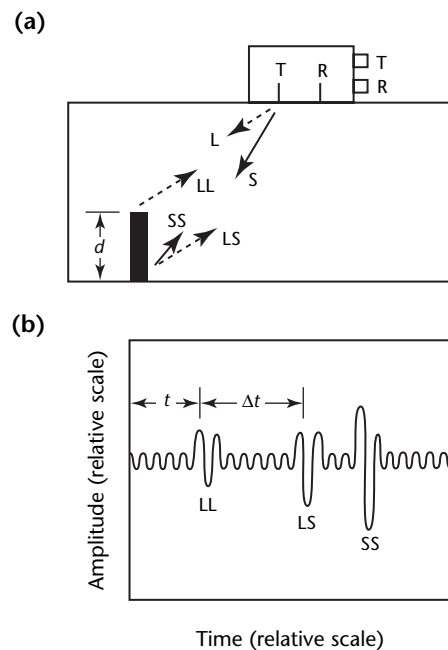 (a)
T R T
R
L
LL S
SS
LS
d
(b)
Amplitude (relative scale)
t Δt
LL
LS
SS
Time (relative scale)